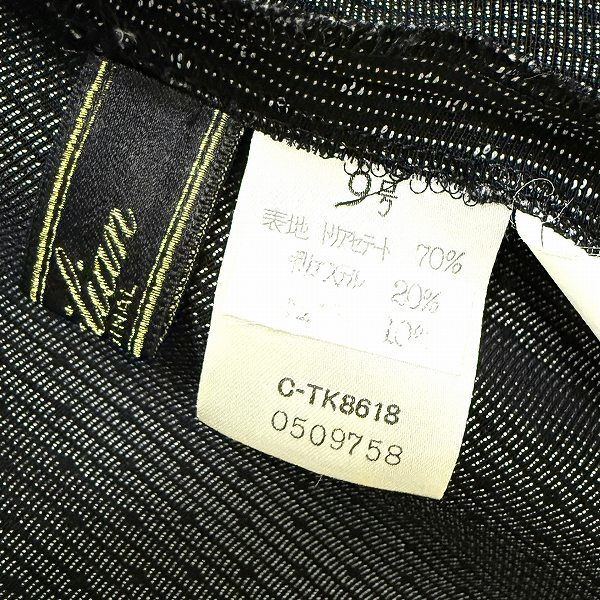 9号
表地 トリアセテート 70%
ポリエステル 20%
10%
C-TK8618
0509758